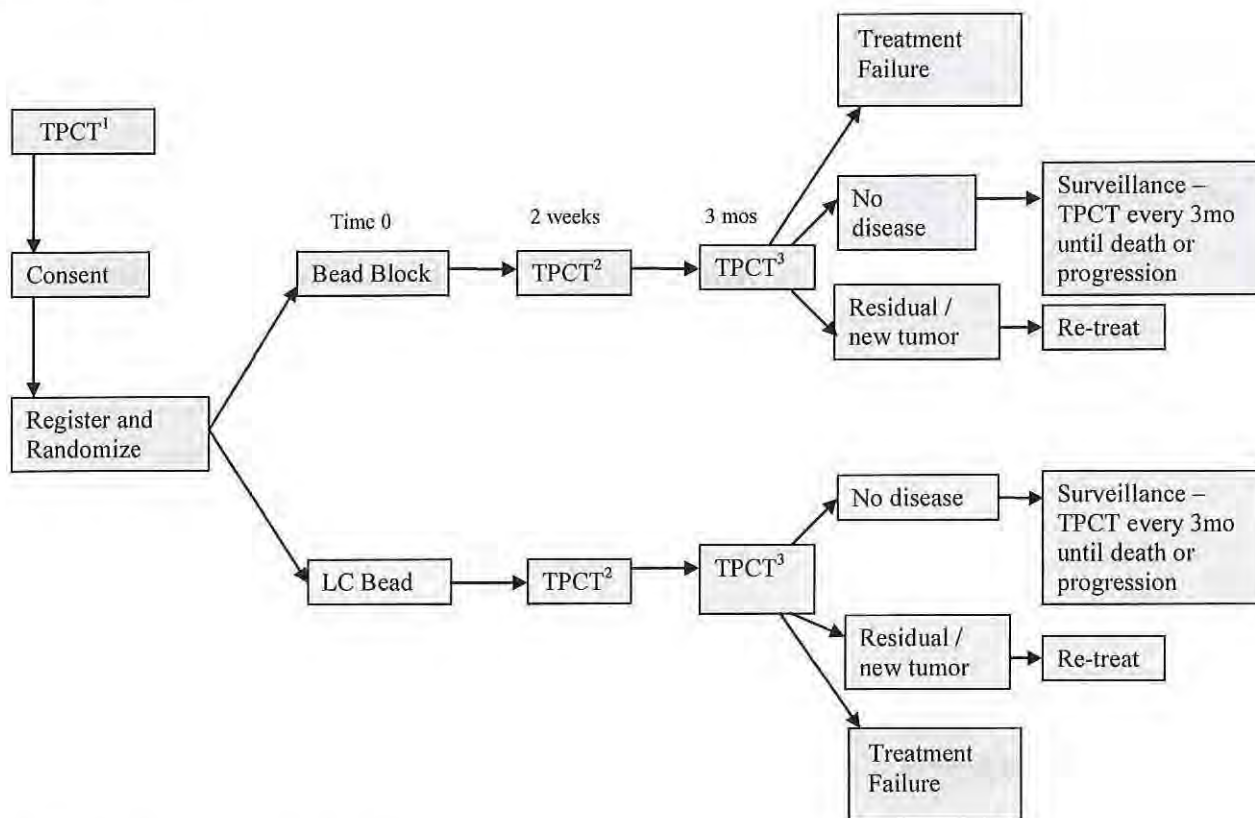 TPCT¹
Consent
Register and
Randomize
Time 0
Bead Block
2 weeks
TPCT²
3 mos
TPCT³
Treatment
Failure
No
disease
Surveillance –
TPCT every 3mo
until death or
progression
Residual /
new tumor
Re-treat
LC Bead
TPCT²
TPCT³
No disease
Surveillance –
TPCT every 3mo
until death or
progression
Residual /
new tumor
Re-treat
Treatment
Failure